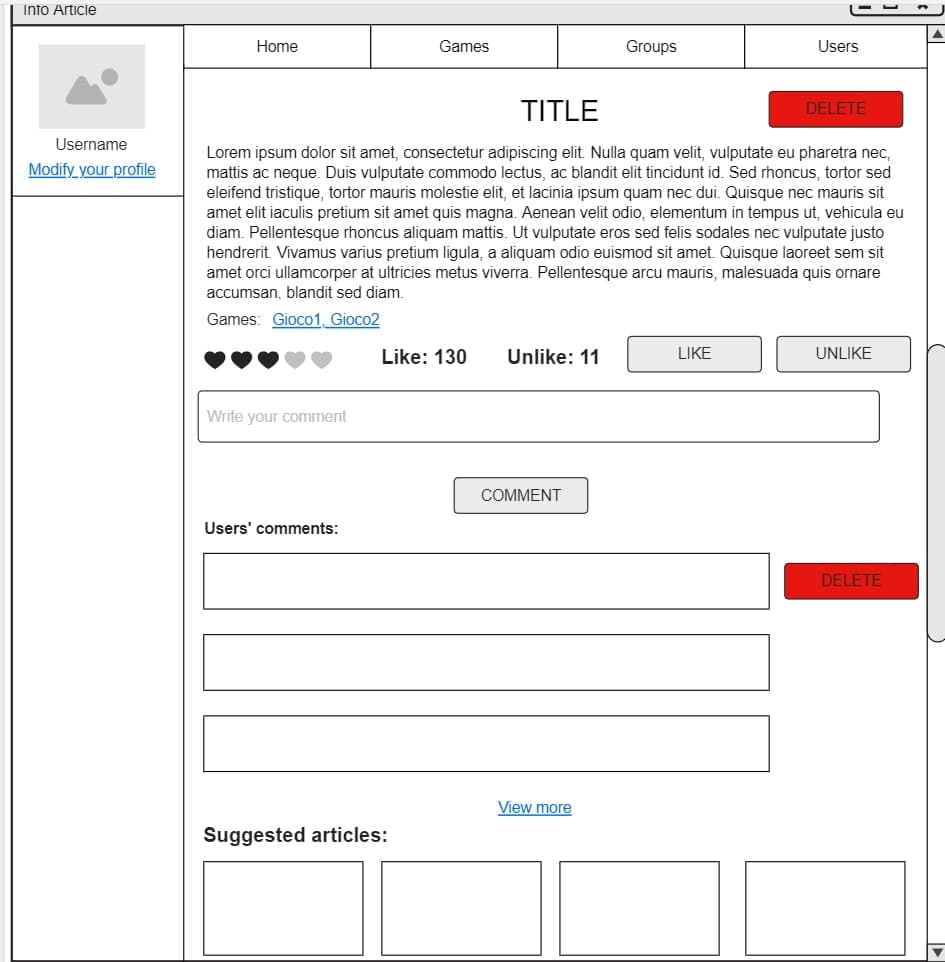 Info Article
Home Games Groups Users
Username
Modify your profile
TITLE
DELETE
Lorem ipsum dolor sit amet, consectetur adipiscing elit. Nulla quam velit, vulputate eu pharetra nec,
mattis ac neque. Duis vulputate commodo lectus, ac blandit elit tincidunt id. Sed rhoncus, tortor sed
eleifend tristique, tortor mauris molestie elit, et lacinia ipsum quam nec dui. Quisque nec mauris sit
amet elit iaculis pretium sit amet quis magna. Aenean velit odio, elementum in tempus ut, vehicula eu
diam. Pellentesque rhoncus aliquam mattis. Ut vulputate eros sed felis sodales nec vulputate justo
hendrerit. Vivamus varius pretium ligula, a aliquam odio euismod sit amet. Quisque laoreet sem sit
amet orci ullamcorper at ultricies metus viverra. Pellentesque arcu mauris, malesuada quis ornare
accumsan, blandit sed diam.
Games: Gioco1, Gioco2
Like: 130 Unlike: 11 LIKE UNLIKE
Write your comment
COMMENT
Users' comments:
DELETE
View more
Suggested articles: